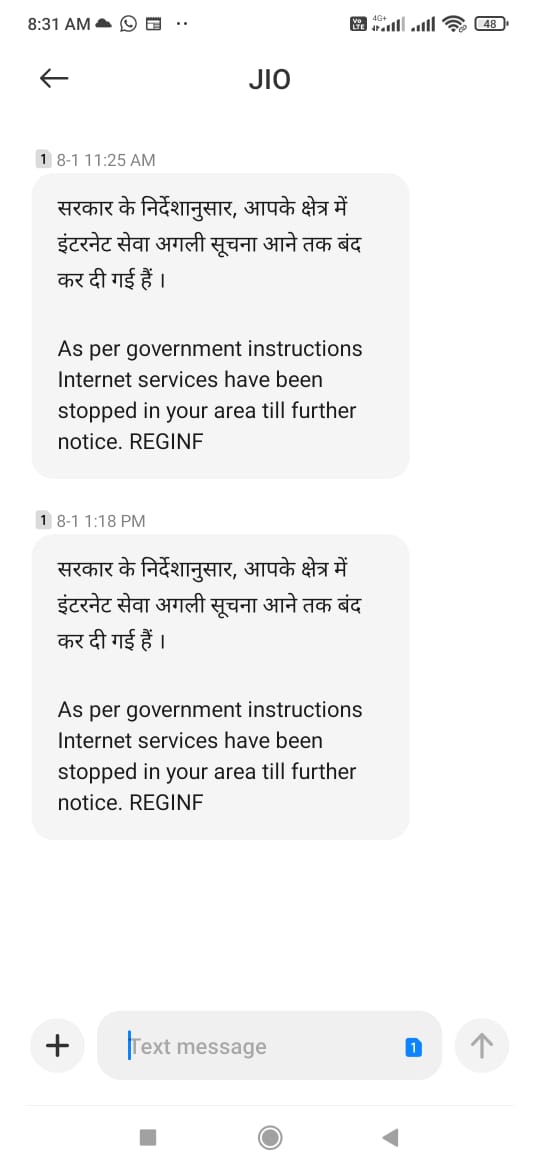 8:31 AM
Vo LTE 4G+ 48
JIO
1 8-1 11:25 AM
सरकार के निर्देशानुसार, आपके क्षेत्र में
इंटरनेट सेवा अगली सूचना आने तक बंद
कर दी गई हैं ।
As per government instructions
Internet services have been
stopped in your area till further
notice. REGINF
1 8-1 1:18 PM
सरकार के निर्देशानुसार, आपके क्षेत्र में
इंटरनेट सेवा अगली सूचना आने तक बंद
कर दी गई हैं ।
As per government instructions
Internet services have been
stopped in your area till further
notice. REGINF
Text message 1